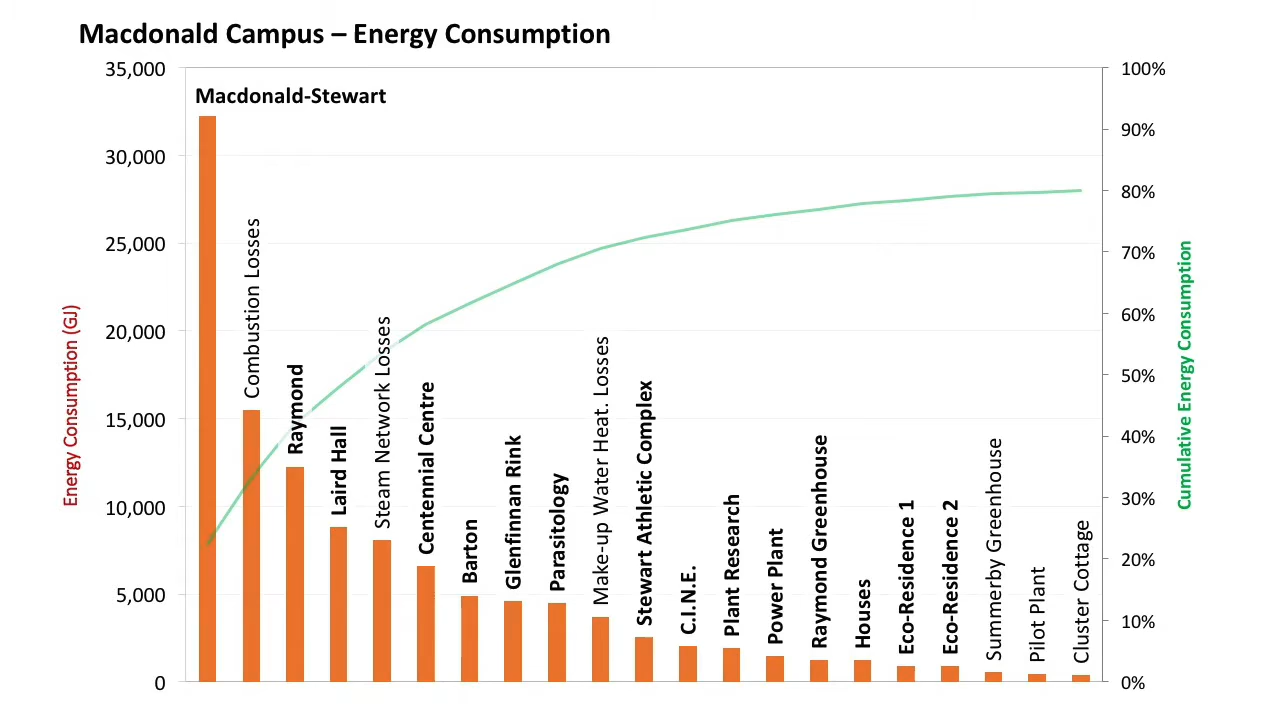 Macdonald Campus – Energy Consumption
35,000
30,000
25,000
20,000
15,000
10,000
5,000
0
Energy Consumption (GJ)
Macdonald-Stewart
Combustion Losses
Raymond
Laird Hall
Steam Network Losses
Centennial Centre
Barton
Glenfinnan Rink
Parasitology
Make-up Water Heat. Losses
Stewart Athletic Complex
C.I.N.E.
Plant Research
Power Plant
Raymond Greenhouse
Houses
Eco-Residence 1
Eco-Residence 2
Summerby Greenhouse
Pilot Plant
Cluster Cottage
100%
90%
80%
70%
60%
50%
40%
30%
20%
10%
0%
Cumulative Energy Consumption